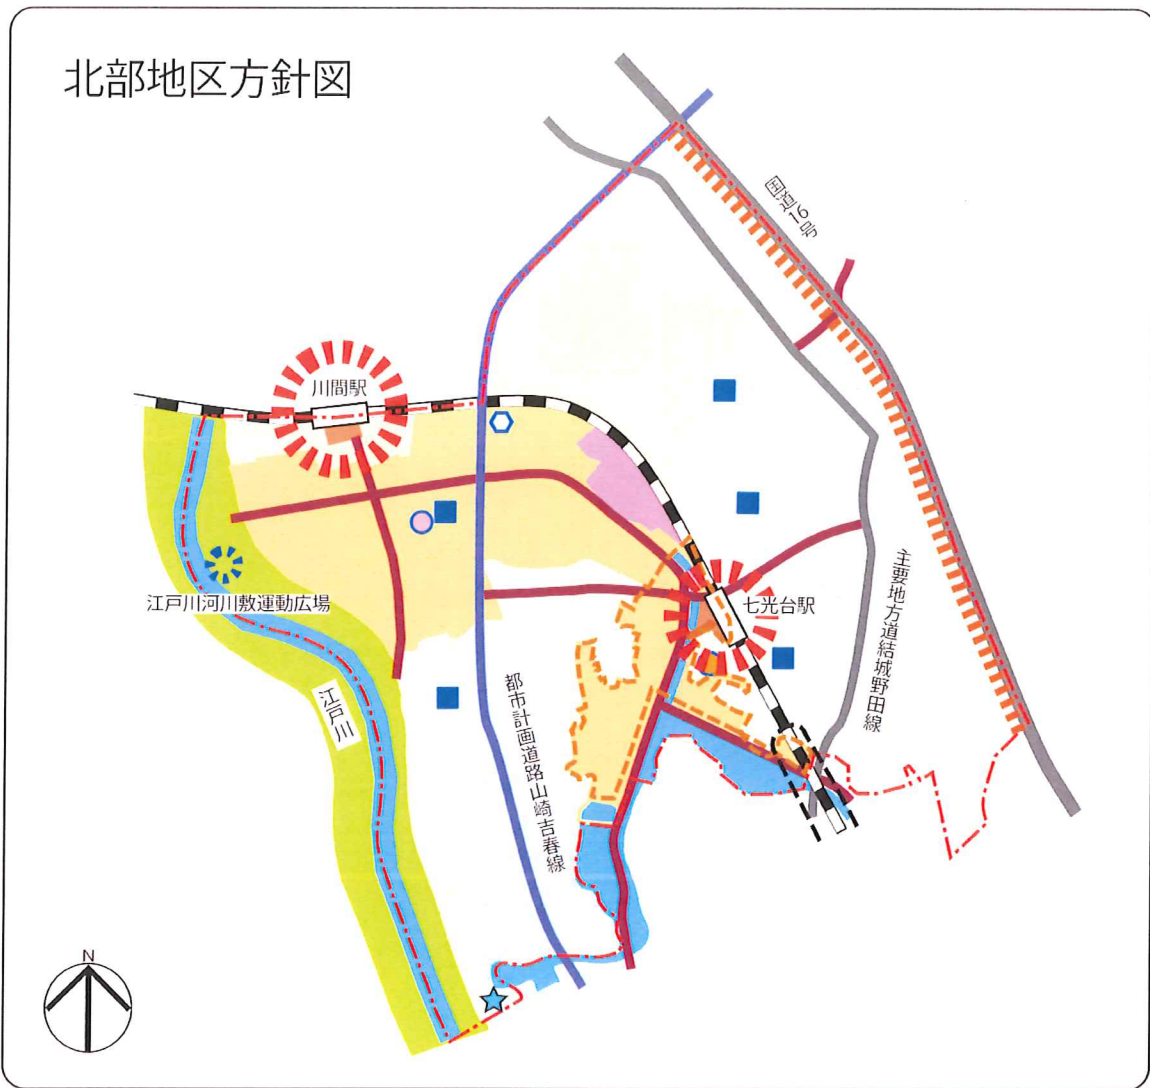 北部地区方針図
国道16号
川間駅
江戸川河川敷運動広場
七光台駅
主要地方道結城野田線
江戸川
都市計画道路山崎吉春線
N